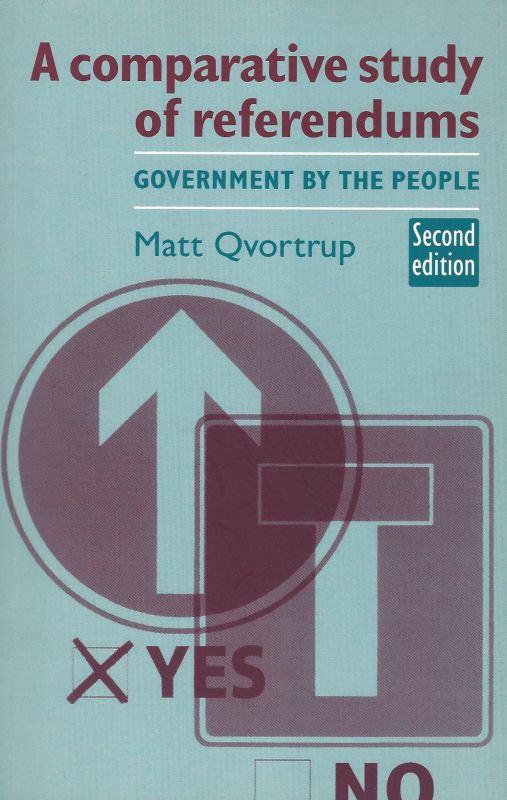 A comparative study
of referendums
GOVERNMENT BY THE PEOPLE
Matt Qvortrup
Second
edition
YES
NO